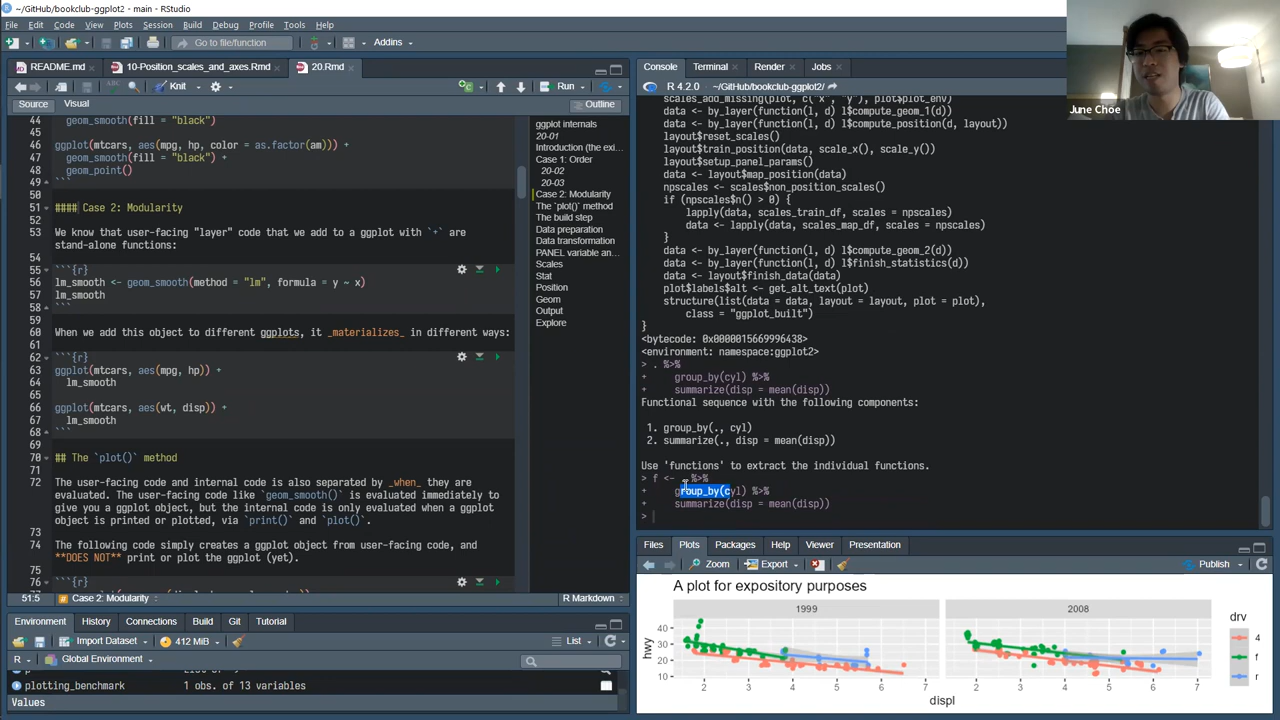 ~/GitHub/bookclub-ggplot2 - main - RStudio
File Edit Code View Plots Session Build Debug Profile Tools Help
Go to file/function Addins
README.md 10-Position_scales_and_axes.Rmd 20.Rmd
Knit Run
Source Visual Outline
44 geom_smooth(fill = "black")
45
46 ggplot(mtcars, aes(mpg, hp, color = as.factor(am))) +
47 geom_smooth(fill = "black") +
48 geom_point()
49 ```
50
51 #### Case 2: Modularity
52
53 We know that user-facing "layer" code that we add to a ggplot with `+` are
stand-alone functions:
54
55 ```{r}
56 lm_smooth <- geom_smooth(method = "lm", formula = y ~ x)
57 lm_smooth
58 ```
59
60 When we add this object to different ggplots, it _materializes_ in different ways:
61
62 ```{r}
63 ggplot(mtcars, aes(mpg, hp)) +
64 lm_smooth
65
66 ggplot(mtcars, aes(wt, disp)) +
67 lm_smooth
68 ```
69
70 ## The `plot()` method
71
72 The user-facing code and internal code is also separated by _when_ they are
evaluated. The user-facing code like `geom_smooth()` is evaluated immediately to
give you a ggplot object, but the internal code is only evaluated when a ggplot
object is printed or plotted, via `print()` and `plot()`.
73
74 The following code simply creates a ggplot object from user-facing code, and
**DOES NOT** print or plot the ggplot (yet).
75
76 ```{r}
51:5 Case 2: Modularity R Markdown
ggplot internals
20-01
Introduction (the exi...
Case 1: Order
20-02
20-03
Case 2: Modularity
The `plot()` method
The build step
Data preparation
Data transformation
PANEL variable an...
Scales
Stat
Position
Geom
Output
Explore
Environment History Connections Build Git Tutorial
Import Dataset 412 MiB List
R Global Environment
plotting_benchmark 1 obs. of 13 variables
Values
Console Terminal Render Jobs
R 4.2.0 · ~/GitHub/bookclub-ggplot2/
scales_add_missing(plot, c("x", "y"), plot$plot_env)
data <- by_layer(function(l, d) l$compute_geom_1(d))
data <- by_layer(function(l, d) l$compute_position(d, layout))
layout$reset_scales()
layout$train_position(data, scale_x(), scale_y())
layout$setup_panel_params()
data <- layout$map_position(data)
npscales <- scales$non_position_scales()
if (npscales$n() > 0) {
lapply(data, scales_train_df, scales = npscales)
data <- lapply(data, scales_map_df, scales = npscales)
}
data <- by_layer(function(l, d) l$compute_geom_2(d))
data <- by_layer(function(l, d) l$finish_statistics(d))
data <- layout$finish_data(data)
plot$labels$alt <- get_alt_text(plot)
structure(list(data = data, layout = layout, plot = plot),
class = "ggplot_built")
}
<bytecode: 0x0000015669996438>
<environment: namespace:ggplot2>
> . %>%
+ group_by(cyl) %>%
+ summarize(disp = mean(disp))
Functional sequence with the following components:
1. group_by(., cyl)
2. summarize(., disp = mean(disp))
Use 'functions' to extract the individual functions.
> f <- . %>%
+ group_by(cyl) %>%
+ summarize(disp = mean(disp))
>
June Choe
Files Plots Packages Help Viewer Presentation
Zoom Export Publish
A plot for expository purposes
1999 2008
hwy
40
30
20
10
2 3 4 5 6 7 2 3 4 5 6 7
displ
drv
4
f
r